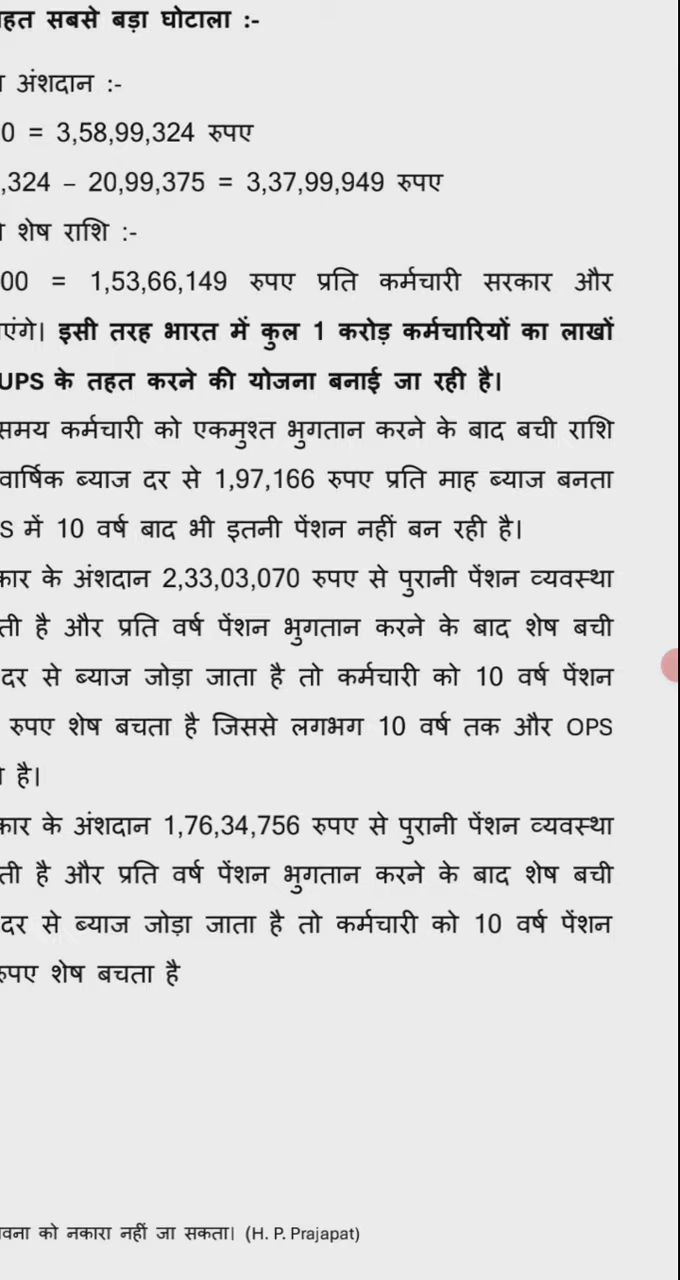 हत सबसे बड़ा घोटाला :-
अंशदान :-
0 = 3,58,99,324 रुपए
,324 – 20,99,375 = 3,37,99,949 रुपए
शेष राशि :-
00 = 1,53,66,149 रुपए प्रति कर्मचारी सरकार और
एंगे। इसी तरह भारत में कुल 1 करोड़ कर्मचारियों का लाखों
UPS के तहत करने की योजना बनाई जा रही है।
समय कर्मचारी को एकमुश्त भुगतान करने के बाद बची राशि
वार्षिक ब्याज दर से 1,97,166 रुपए प्रति माह ब्याज बनता
S में 10 वर्ष बाद भी इतनी पेंशन नहीं बन रही है।
कार के अंशदान 2,33,03,070 रुपए से पुरानी पेंशन व्यवस्था
ती है और प्रति वर्ष पेंशन भुगतान करने के बाद शेष बची
दर से ब्याज जोड़ा जाता है तो कर्मचारी को 10 वर्ष पेंशन
रुपए शेष बचता है जिससे लगभग 10 वर्ष तक और OPS
है।
कार के अंशदान 1,76,34,756 रुपए से पुरानी पेंशन व्यवस्था
ती है और प्रति वर्ष पेंशन भुगतान करने के बाद शेष बची
दर से ब्याज जोड़ा जाता है तो कर्मचारी को 10 वर्ष पेंशन
रुपए शेष बचता है
वना को नकारा नहीं जा सकता। (H. P. Prajapat)